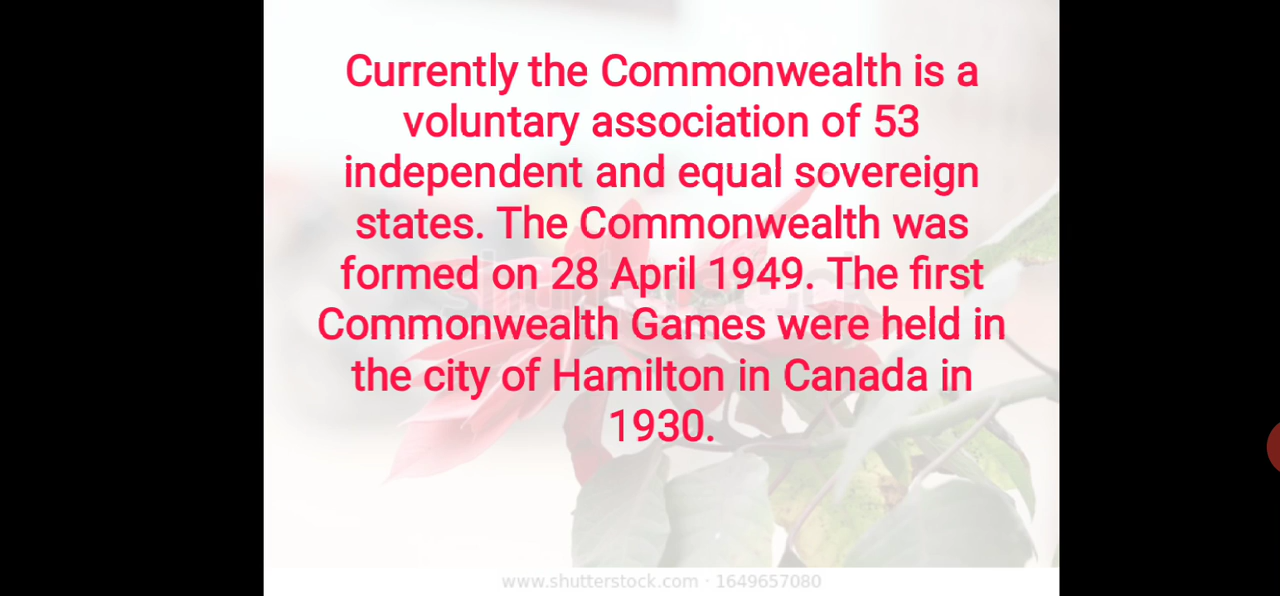 Currently the Commonwealth is a
voluntary association of 53
independent and equal sovereign
states. The Commonwealth was
formed on 28 April 1949. The first
Commonwealth Games were held in
the city of Hamilton in Canada in
1930.
www.shutterstock.com · 1649657080